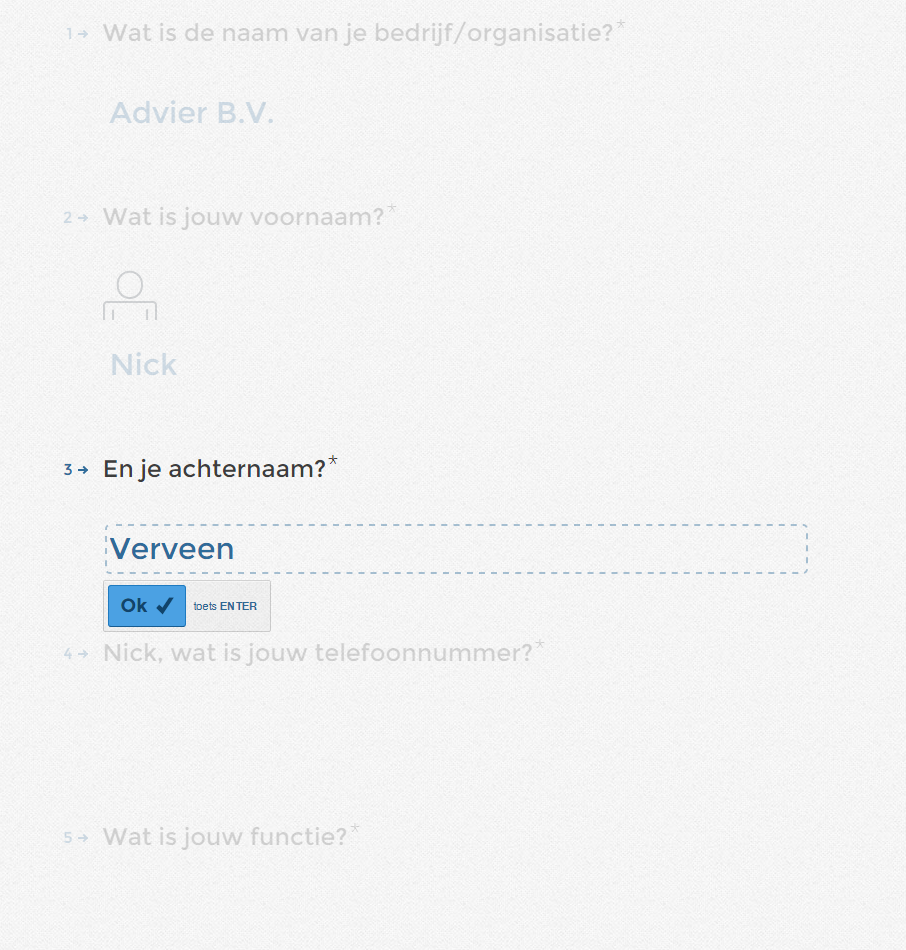 1 → Wat is de naam van je bedrijf/organisatie?*
Advier B.V.
2 → Wat is jouw voornaam?*
Nick
3 → En je achternaam?*
Verveen
Ok ✔ toets ENTER
4 → Nick, wat is jouw telefoonnummer?*
5 → Wat is jouw functie?*